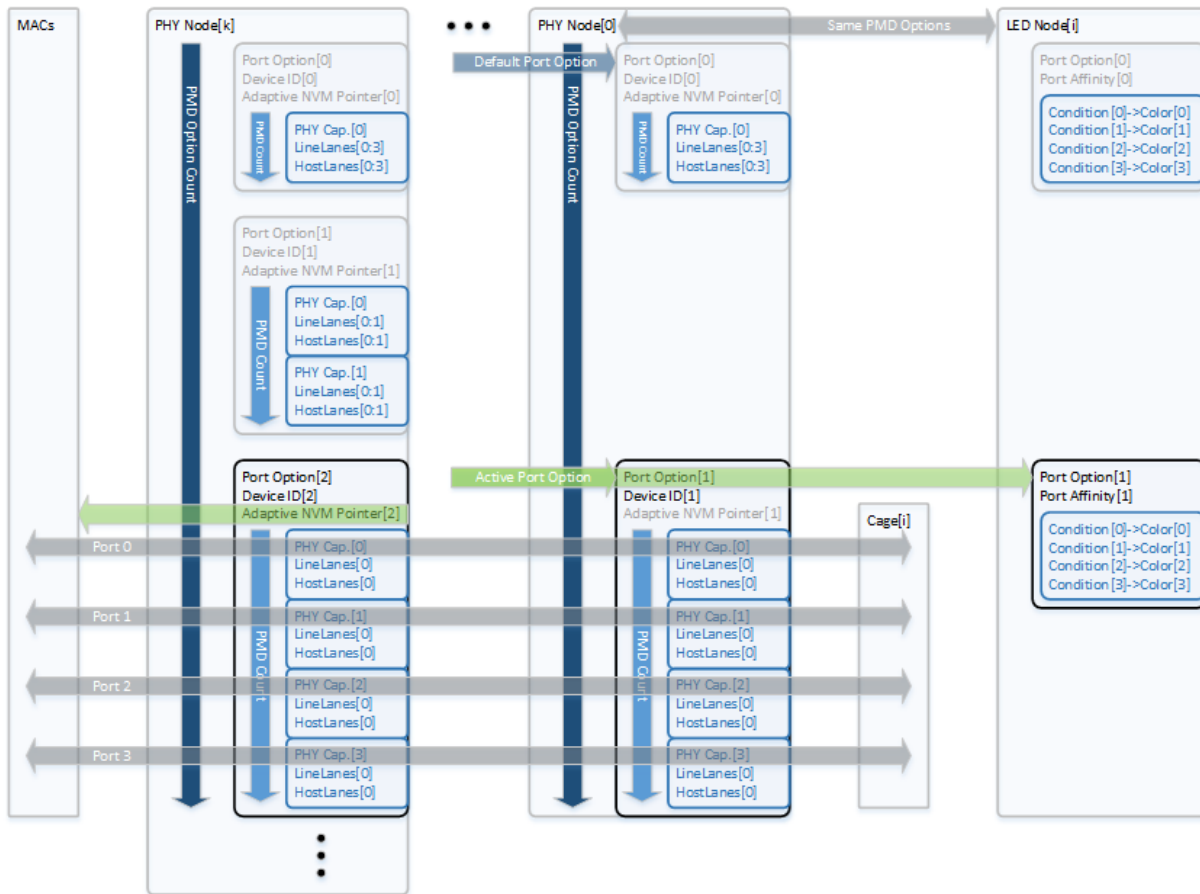 MACs
PHY Node[k]
PHY Node[0]
Same PMD Options
LED Node[i]
PMD Option Count
Port Option[0]
Device ID[0]
Adaptive NVM Pointer[0]
PMD Count
PHY Cap.[0]
LineLanes[0:3]
HostLanes[0:3]
Port Option[1]
Device ID[1]
Adaptive NVM Pointer[1]
PMD Count
PHY Cap.[0]
LineLanes[0:1]
HostLanes[0:1]
PHY Cap.[1]
LineLanes[0:1]
HostLanes[0:1]
Port Option[2]
Device ID[2]
Adaptive NVM Pointer[2]
PMD Count
Port 0
PHY Cap.[0]
LineLanes[0]
HostLanes[0]
Port 1
PHY Cap.[1]
LineLanes[0]
HostLanes[0]
Port 2
PHY Cap.[2]
LineLanes[0]
HostLanes[0]
Port 3
PHY Cap.[3]
LineLanes[0]
HostLanes[0]
Default Port Option
PMD Option Count
Port Option[0]
Device ID[0]
Adaptive NVM Pointer[0]
PMD Count
PHY Cap.[0]
LineLanes[0:3]
HostLanes[0:3]
Active Port Option
Port Option[1]
Device ID[1]
Adaptive NVM Pointer[1]
PMD Count
PHY Cap.[0]
LineLanes[0]
HostLanes[0]
PHY Cap.[1]
LineLanes[0]
HostLanes[0]
PHY Cap.[2]
LineLanes[0]
HostLanes[0]
PHY Cap.[3]
LineLanes[0]
HostLanes[0]
Cage[i]
Port Option[0]
Port Affinity[0]
Condition [0]->Color[0]
Condition [1]->Color[1]
Condition [2]->Color[2]
Condition [3]->Color[3]
Port Option[1]
Port Affinity[1]
Condition [0]->Color[0]
Condition [1]->Color[1]
Condition [2]->Color[2]
Condition [3]->Color[3]